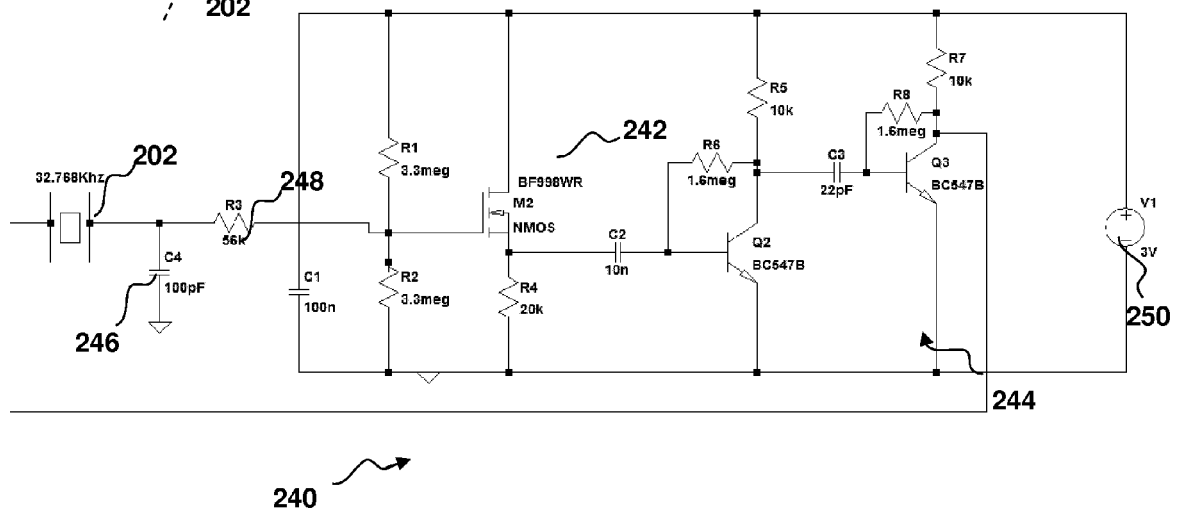 202
R7
10k
R5
10k
R8
1.6meg
242
R1
3.3meg
R6
1.6meg
C3
22pF
Q3
BC547B
202
32.768Khz
248
BF998WR
M2
NMOS
V1
3V
R3
56k
C2
10n
Q2
BC547B
C4
100pF
C1
100n
R2
3.3meg
R4
20k
246
250
244
240